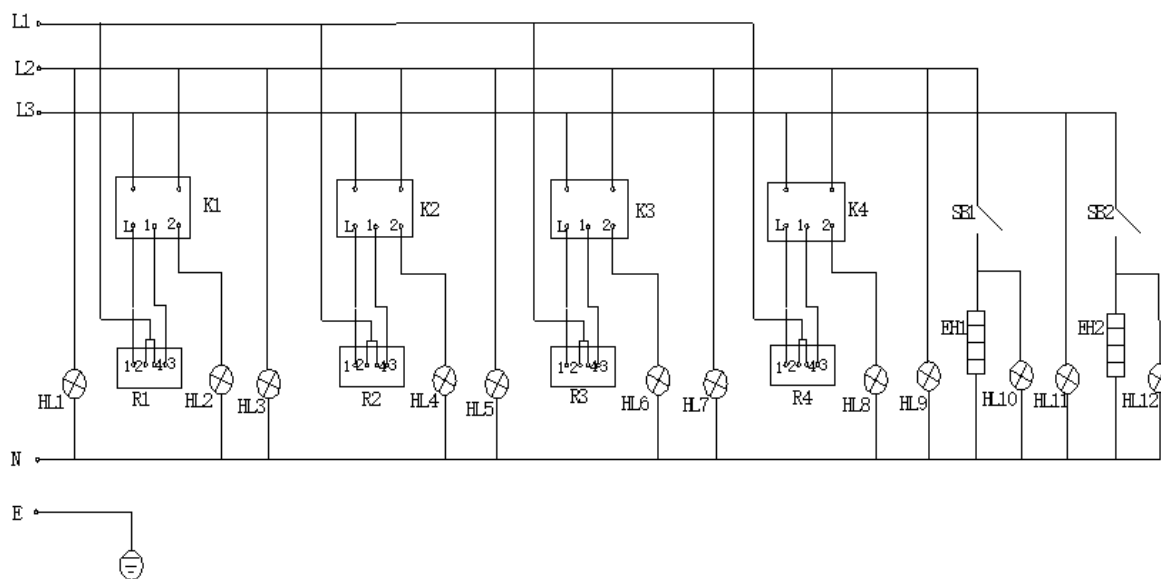 L1
L2
L3
K1
K2
K3
K4
SB1
SB2
L 1 2
L 1 2
L 1 2
L 1 2
EH1
EH2
1 2 4 3
1 2 4 3
1 2 4 3
1 2 4 3
HL1
R1
HL2
HL3
R2
HL4
HL5
R3
HL6
HL7
R4
HL8
HL9
HL10
HL11
HL12
N
E